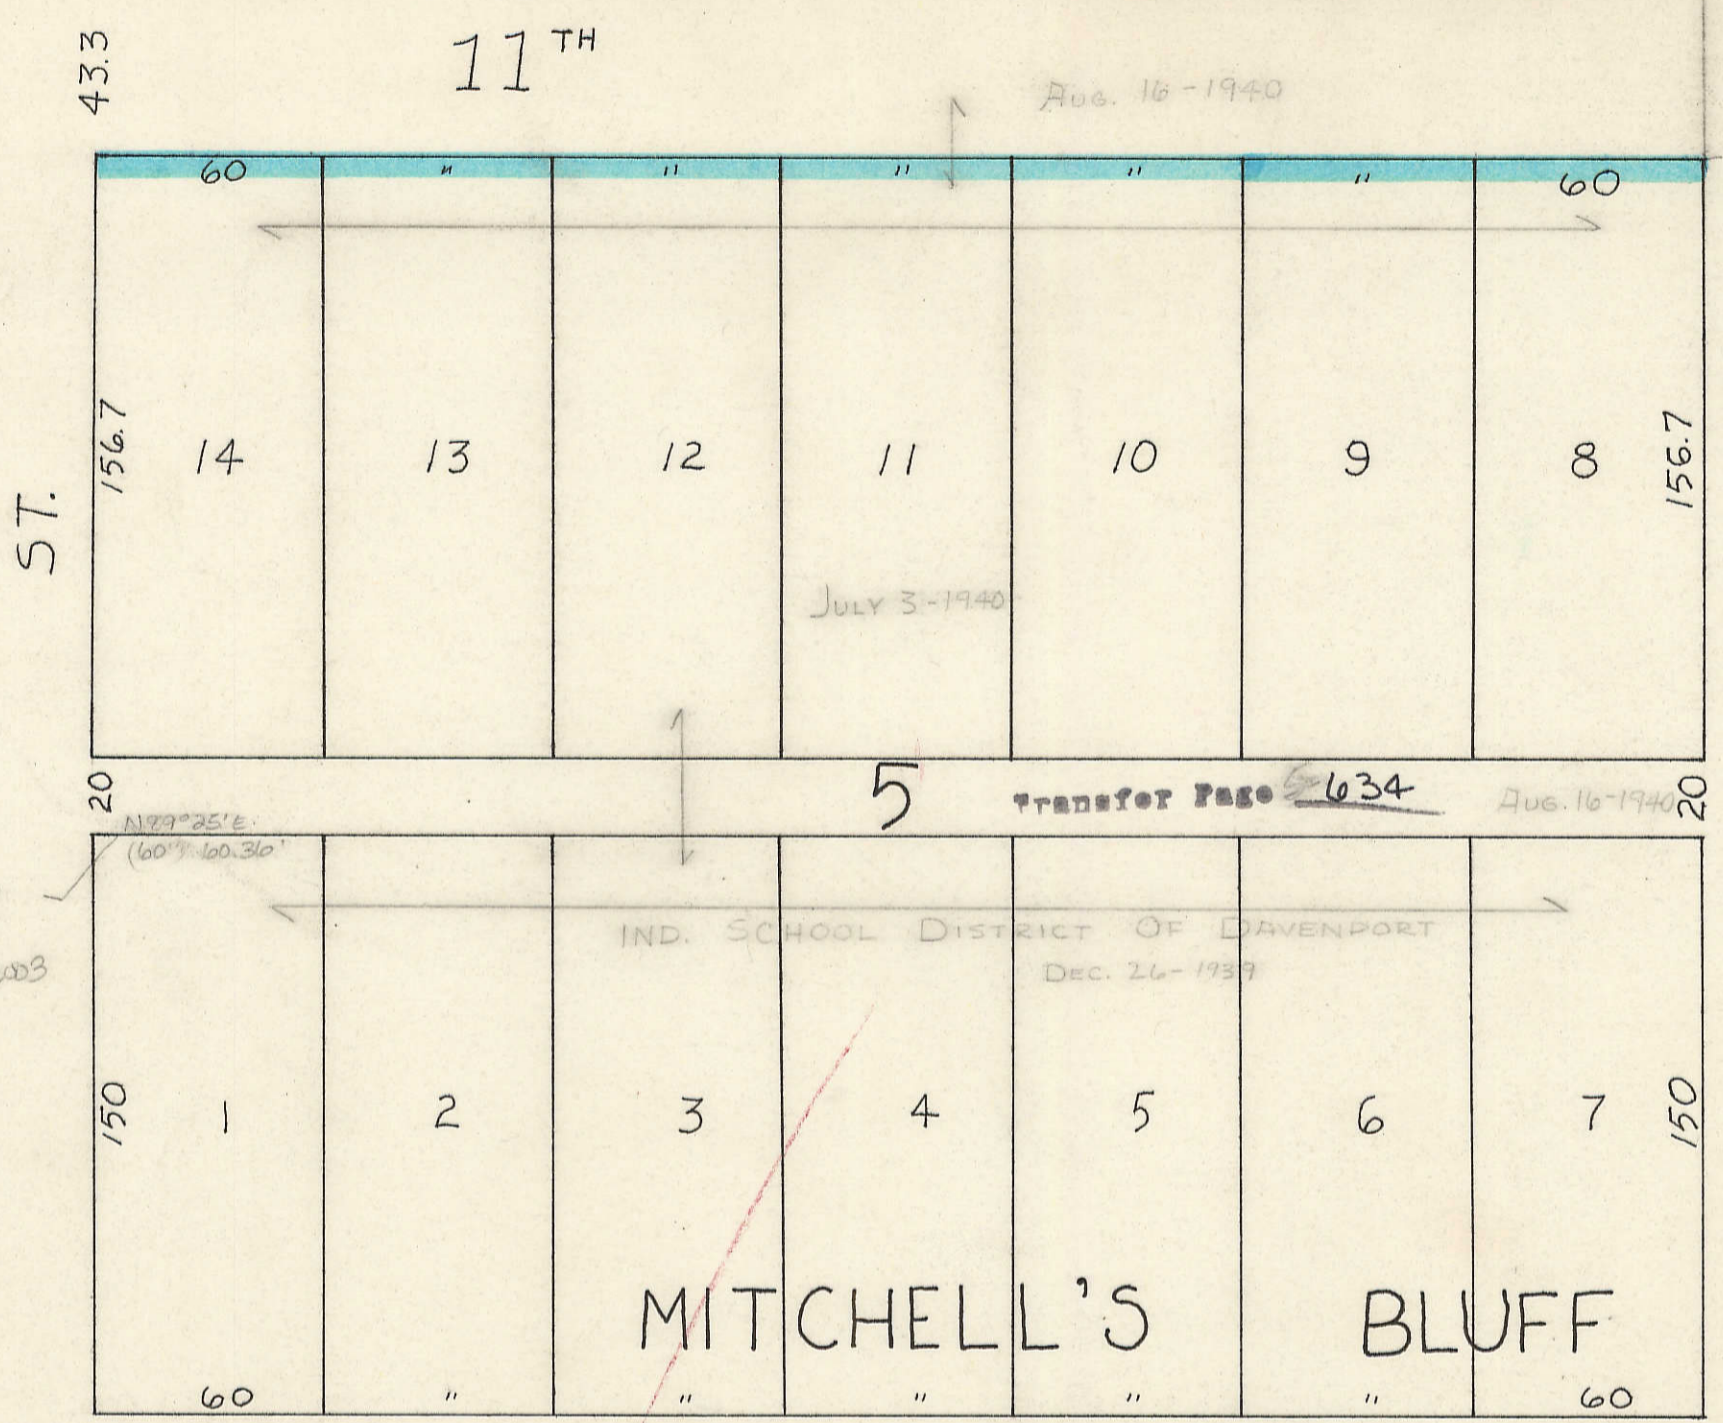 43.3
11TH
Aug. 16-1940
60 " " " " " 60
ST.
156.7 14 13 12 11 10 9 8 156.7
July 3-1940
20 5 Transfer Page 634 Aug. 16-1940 20
N89°25'E.
(60') 60.36'
IND. SCHOOL DISTRICT OF DAVENPORT
DEC. 26-1939
150 1 2 3 4 5 6 7 150
MITCHELL'S BLUFF
60 " " " " " 60